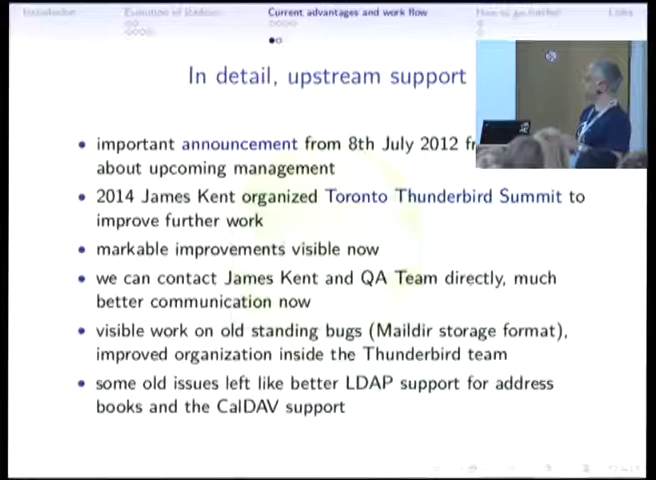 Current advantages and work flow
In detail, upstream support
important announcement from 8th July 2012
about upcoming management
2014 James Kent organized Toronto Thunderbird Summit to
improve further work
markable improvements visible now
we can contact James Kent and QA Team directly, much
better communication now
visible work on old standing bugs (Maildir storage format),
improved organization inside the Thunderbird team
some old issues left like better LDAP support for address
books and the CalDAV support